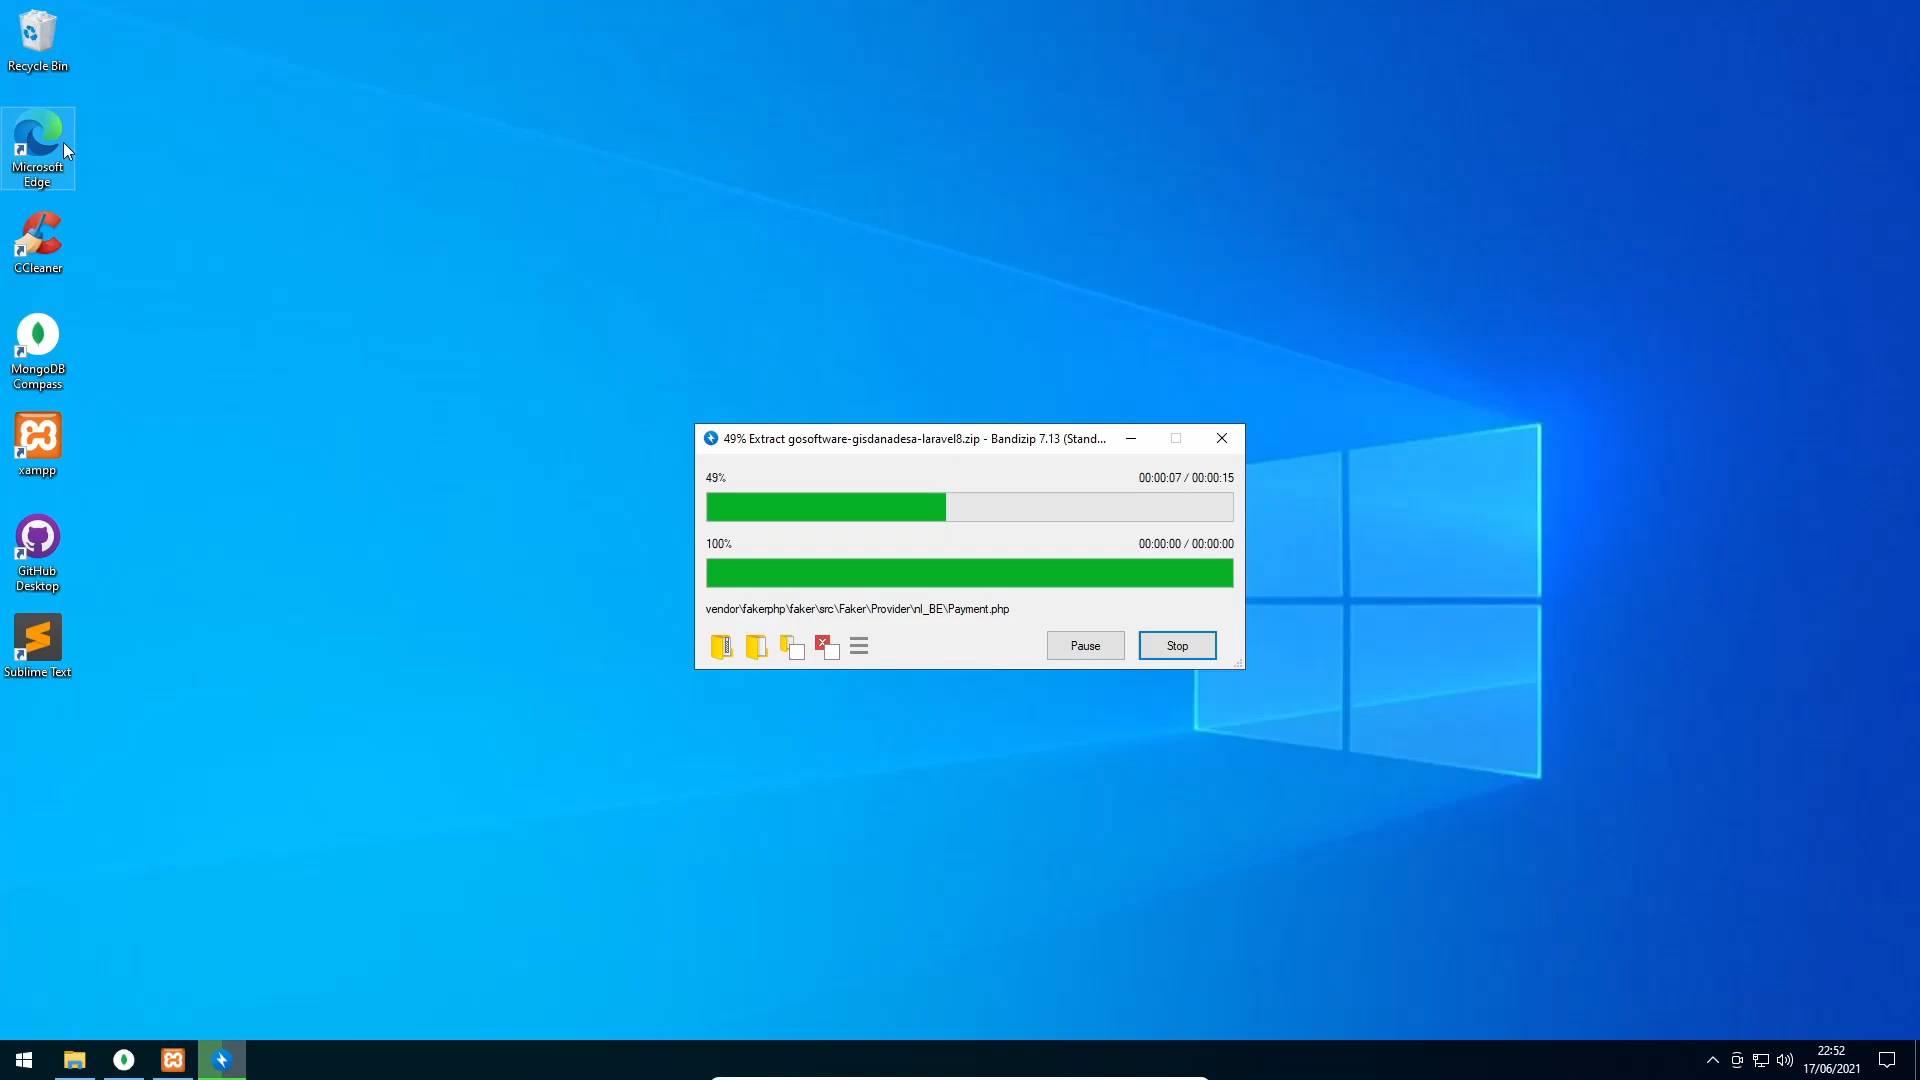 Recycle Bin
Microsoft
Edge
CCleaner
MongoDB
Compass
xampp
GitHub
Desktop
Sublime Text
49% Extract gosoftware-gisdanadesa-laravel8.zip - Bandizip 7.13 (Stand...
49% 00:00:07 / 00:00:15
100% 00:00:00 / 00:00:00
vendor\fakerphp\faker\src\Faker\Provider\nl_BE\Payment.php
Pause Stop
22:52
17/06/2021